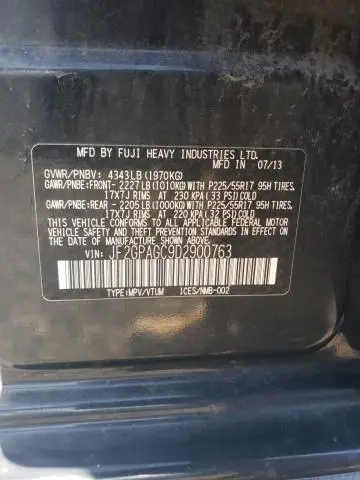 MFD BY FUJI HEAVY INDUSTRIES LTD.
07/13
GVWR/PNBV: 4343LB (1970KG)
GAWR/PNBE:FRONT- 2227LB(1010KG)WITH P225/55R17 95H TIRES,
17X7J RIMS AT 230 KPA (33 PSI)COLD
GAWR/PNBE:REAR - 2205LB(1000KG)WITH P225/55R17 95H TIRES,
17X7J RIMS AT 220 KPA (32 PSI)COLD
THIS VEHICLE CONFORMS TO ALL APPLICABLE FEDERAL MOTOR
VEHICLE SAFETY AND THEFT PREVENTION STANDARDS IN
EFFECT ON THE DATE OF MANUFACTURE SHOWN ABOVE.
VIN: JF2GPAGC9D2900763
TYPE:MPV/VTUM ICES/NMB-002